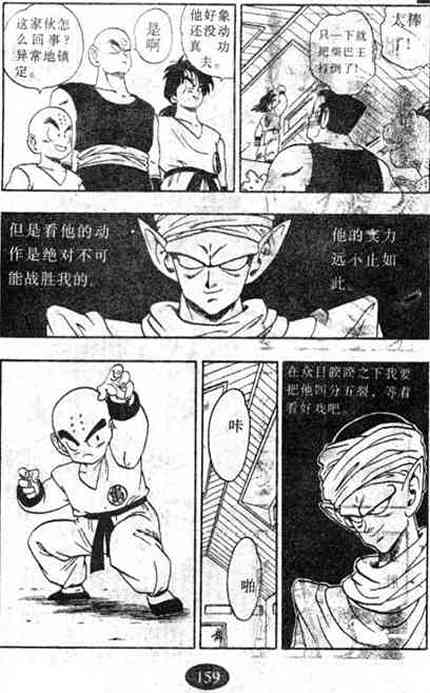 太棒
了！
只一下就
把柴巴王
撂倒了！
他好象
还没动
真功
夫。
是
啊
这家伙怎
么回事？
异常地镇
定。
他的实力
远不止如
此。
但是看他的动
作是绝对不可
能战胜我的.
在众目睽睽之下我要
把他四分五裂，等着
看好戏吧.
咔
啪
159